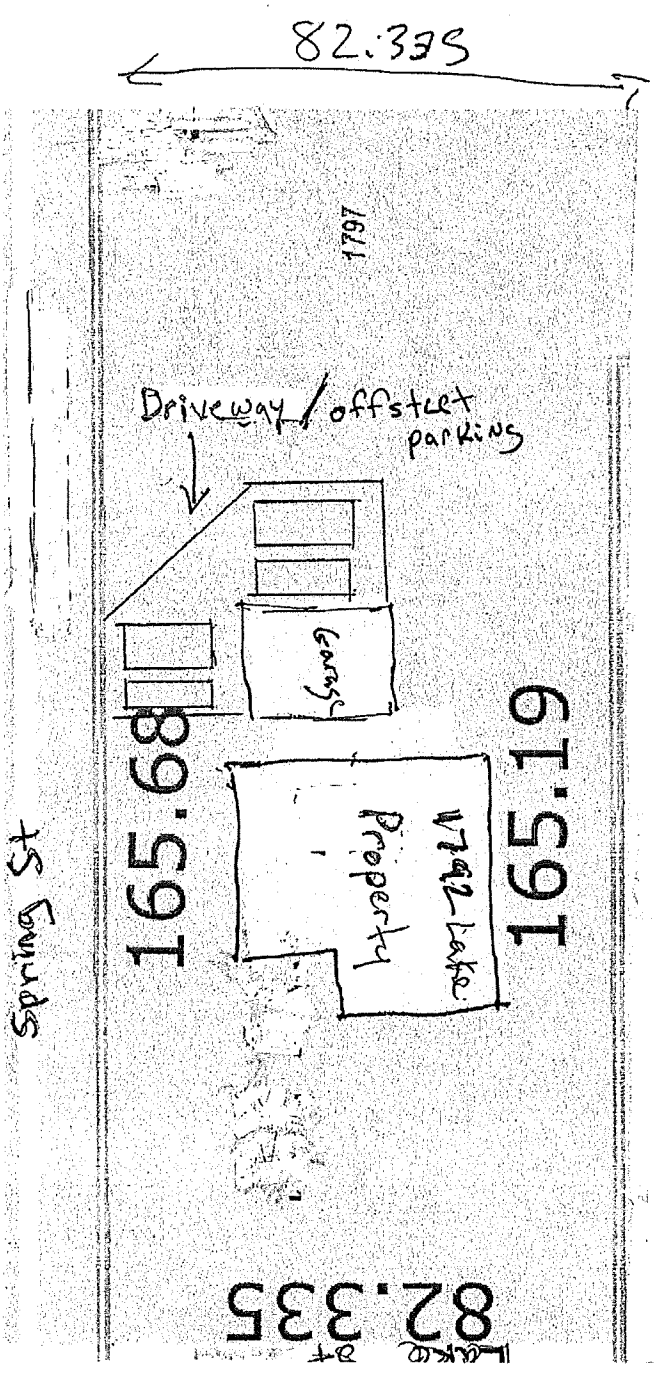 82.335
1797
Driveway / offstret
parking
Garage
165.68
165.19
1792 Lake
Property
Spring St
82.335
Lake St